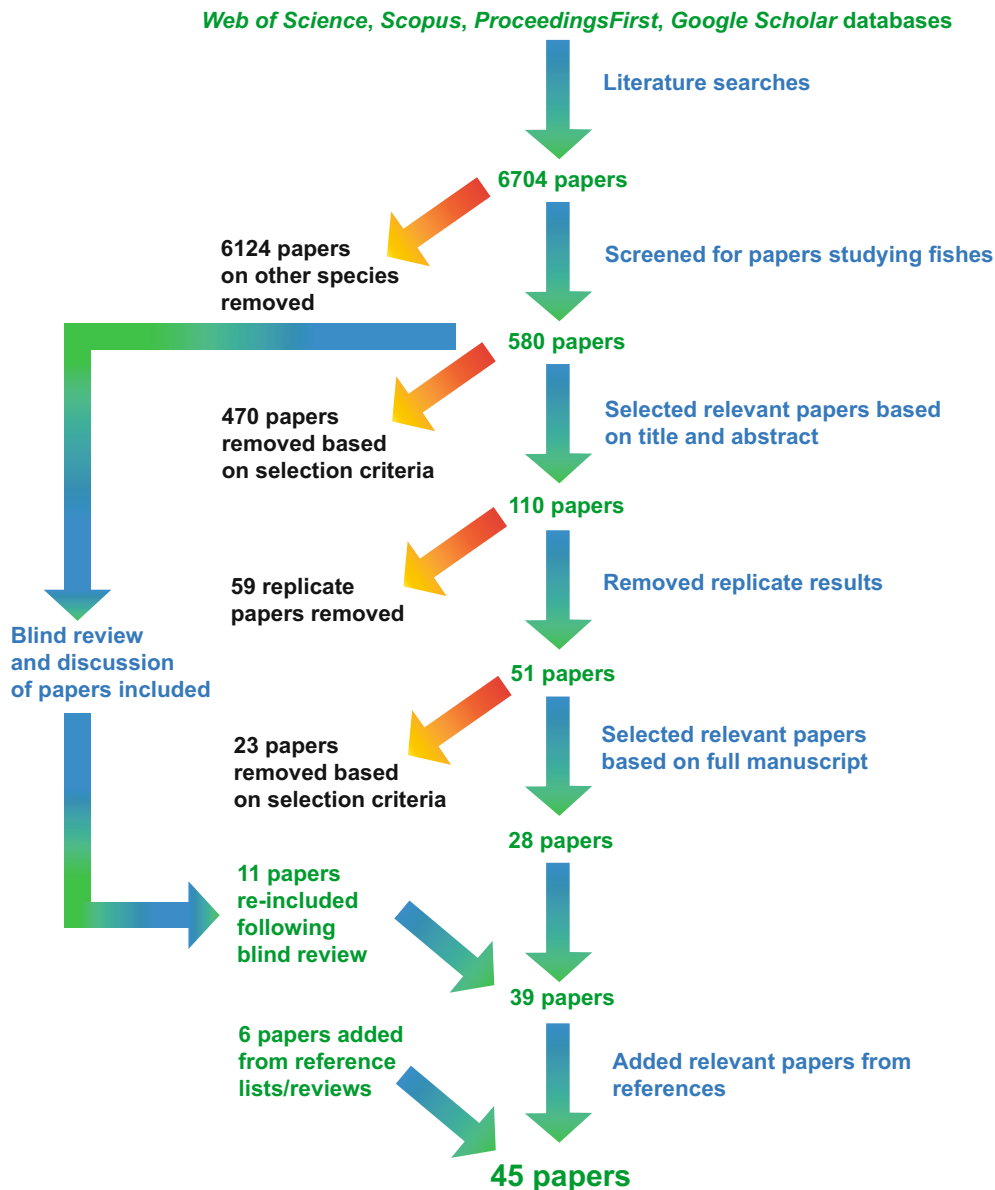 Web of Science, Scopus, ProceedingsFirst, Google Scholar databases
Literature searches
6704 papers
6124 papers
on other species
removed
Screened for papers studying fishes
580 papers
470 papers
removed based
on selection criteria
Selected relevant papers based
on title and abstract
110 papers
59 replicate
papers removed
Removed replicate results
Blind review
and discussion
of papers included
51 papers
23 papers
removed based
on selection criteria
Selected relevant papers
based on full manuscript
28 papers
11 papers
re-included
following
blind review
39 papers
6 papers added
from reference
lists/reviews
Added relevant papers from
references
45 papers